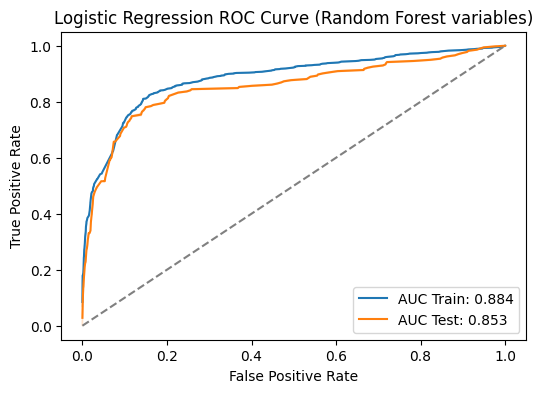 Logistic Regression ROC Curve (Random Forest variables)
1.0
0.8
0.6
0.4
0.2
0.0
True Positive Rate
AUC Train: 0.884
AUC Test: 0.853
0.0 0.2 0.4 0.6 0.8 1.0
False Positive Rate